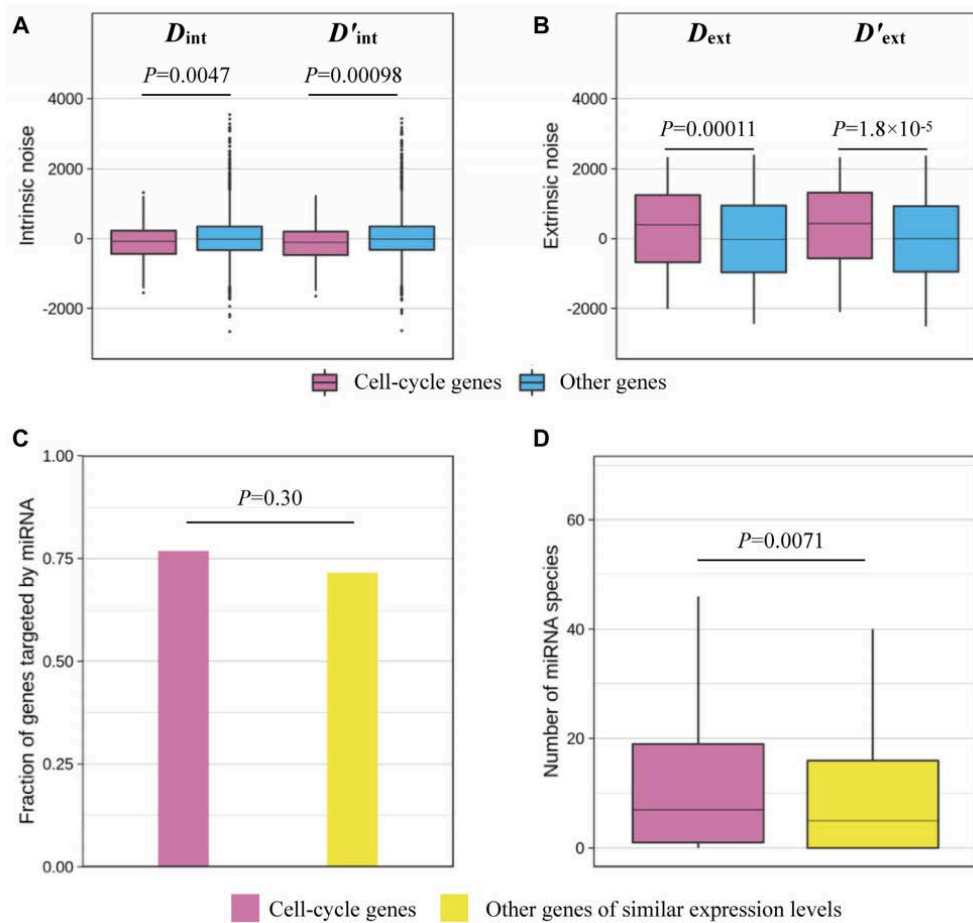 A
D_int D'_int
P=0.0047 P=0.00098
Intrinsic noise
4000
2000
0
-2000
B
D_ext D'_ext
P=0.00011 P=1.8×10⁻⁵
Extrinsic noise
4000
2000
0
-2000
Cell-cycle genes Other genes
C
P=0.30
Fraction of genes targeted by miRNA
1.00
0.75
0.50
0.25
0.00
D
P=0.0071
Number of miRNA species
60
40
20
0
Cell-cycle genes Other genes of similar expression levels